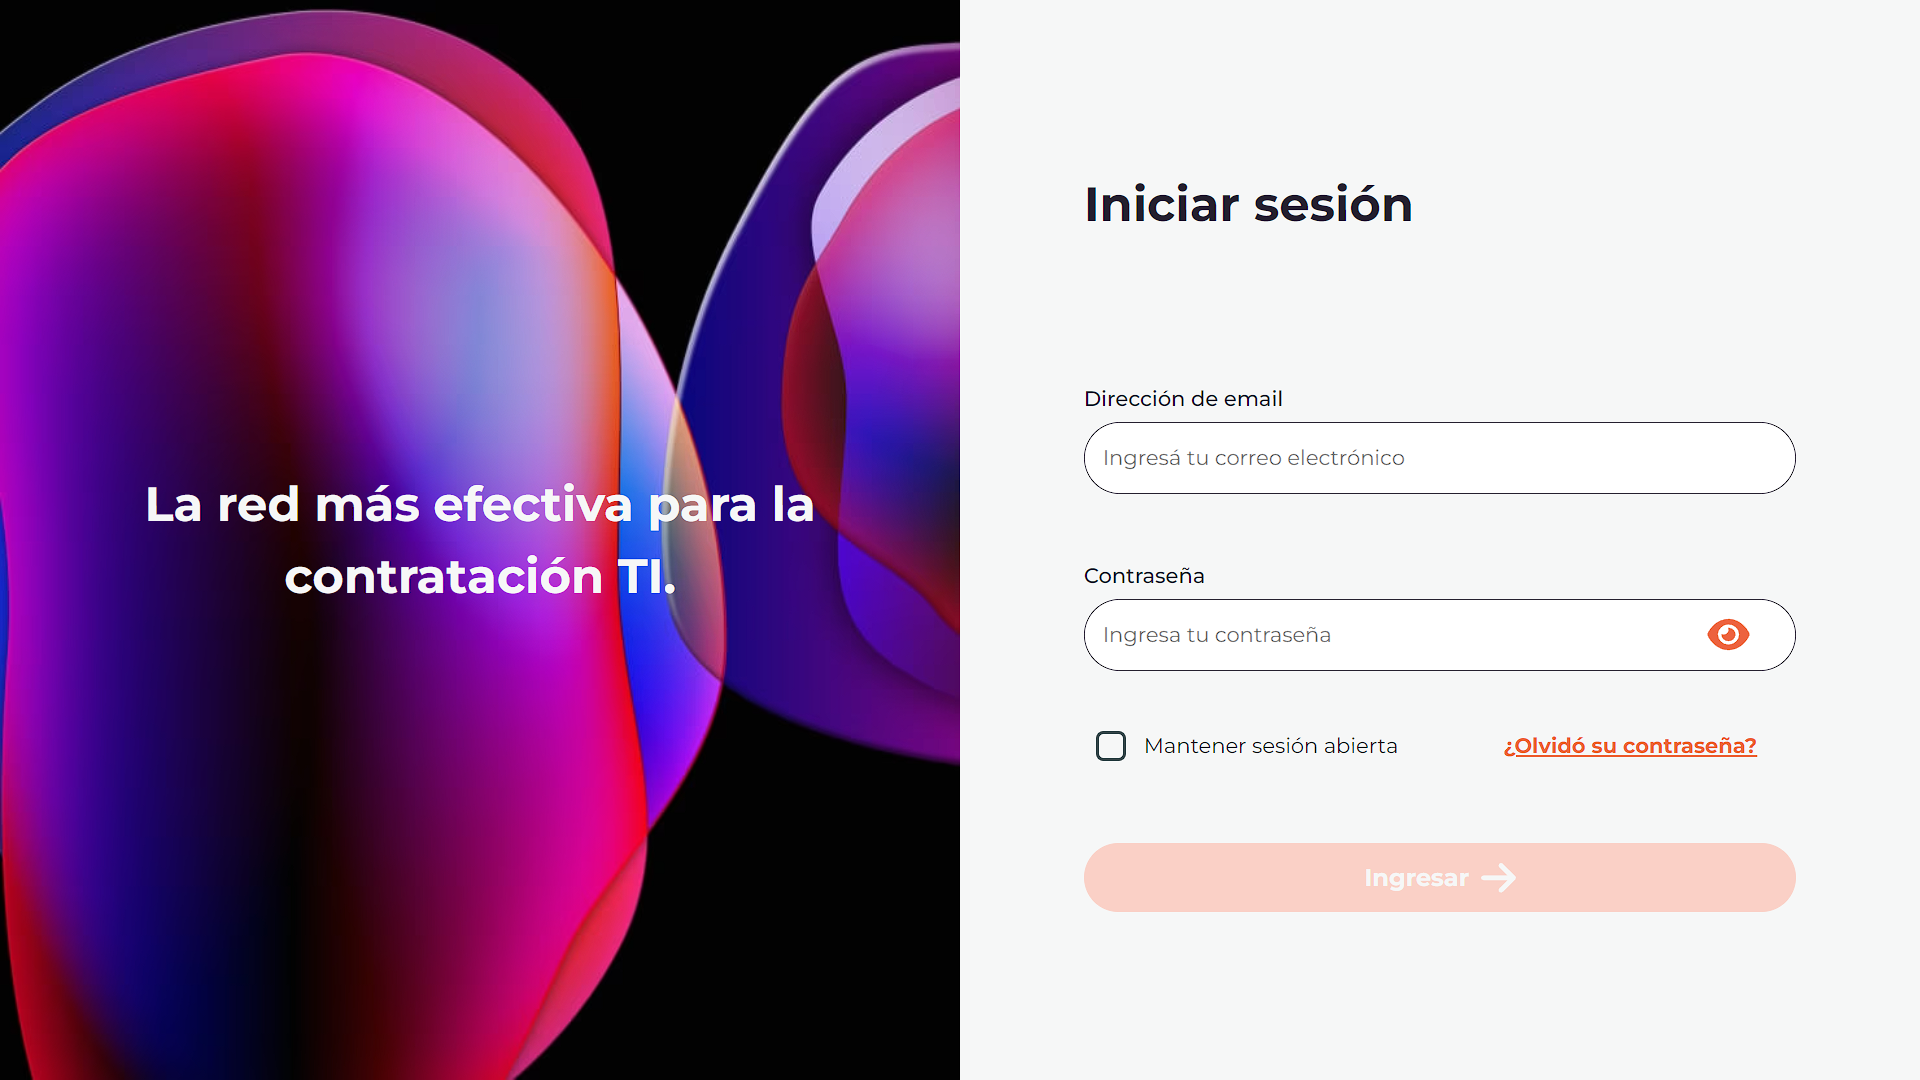 La red más efectiva para la
contratación TI.
Iniciar sesión
Dirección de email
Ingresá tu correo electrónico
Contraseña
Ingresa tu contraseña
Mantener sesión abierta
¿Olvidó su contraseña?
Ingresar